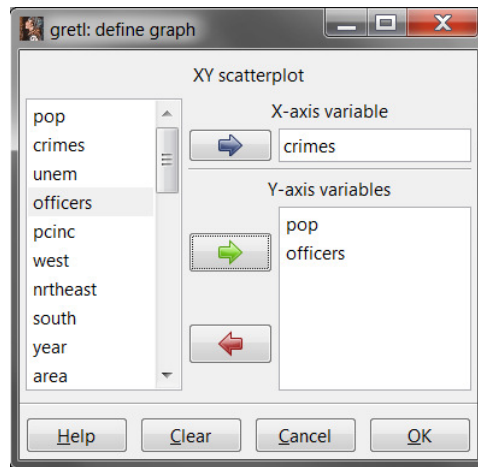 gretl: define graph
XY scatterplot
pop
crimes
unem
officers
pcinc
west
nrtheast
south
year
area
X-axis variable
crimes
Y-axis variables
pop
officers
Help
Clear
Cancel
OK